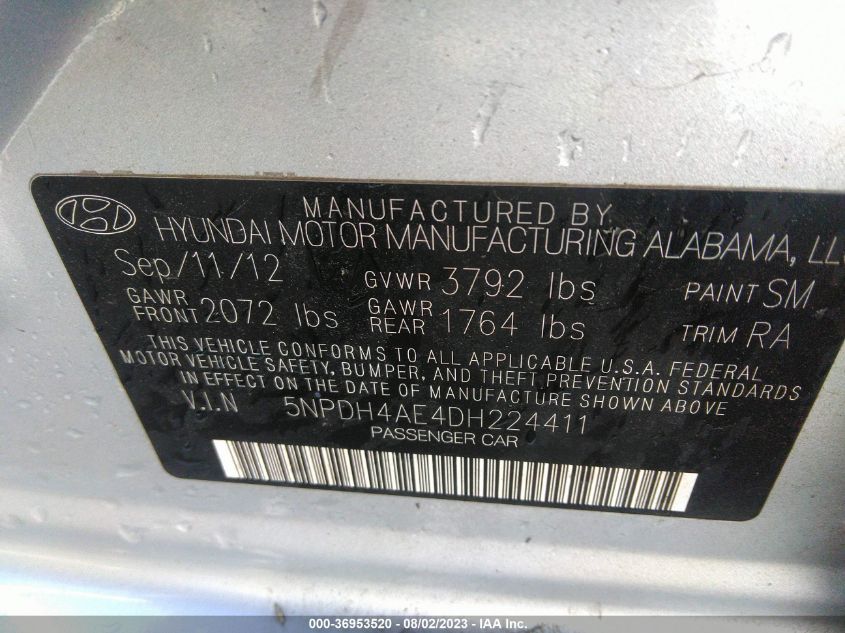 MANUFACTURED BY
HYUNDAI MOTOR MANUFACTURING ALABAMA, LLC
Sep/11/12 GVWR 3792 lbs PAINT SM
GAWR FRONT 2072 lbs GAWR REAR 1764 lbs TRIM RA
THIS VEHICLE CONFORMS TO ALL APPLICABLE U.S.A. FEDERAL
MOTOR VEHICLE SAFETY, BUMPER, AND THEFT PREVENTION STANDARDS
IN EFFECT ON THE DATE OF MANUFACTURE SHOWN ABOVE
V.I.N 5NPDH4AE4DH224411
PASSENGER CAR
000-36953520 - 08/02/2023 - IAA, Inc.